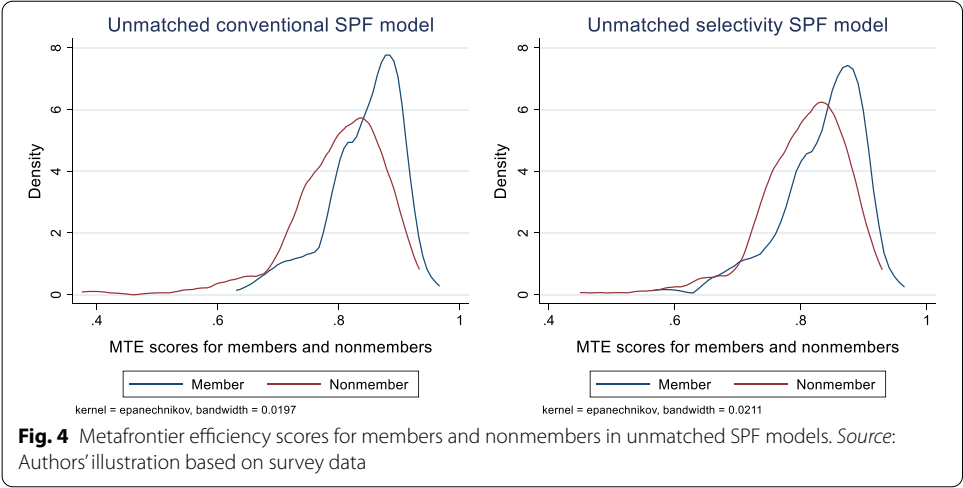 Unmatched conventional SPF model
Density
0
2
4
6
8
.4
.6
.8
1
MTE scores for members and nonmembers
Member
Nonmember
kernel = epanechnikov, bandwidth = 0.0197
Unmatched selectivity SPF model
Density
0
2
4
6
8
.4
.6
.8
1
MTE scores for members and nonmembers
Member
Nonmember
kernel = epanechnikov, bandwidth = 0.0211
Fig. 4 Metafrontier efficiency scores for members and nonmembers in unmatched SPF models. Source:
Authors' illustration based on survey data